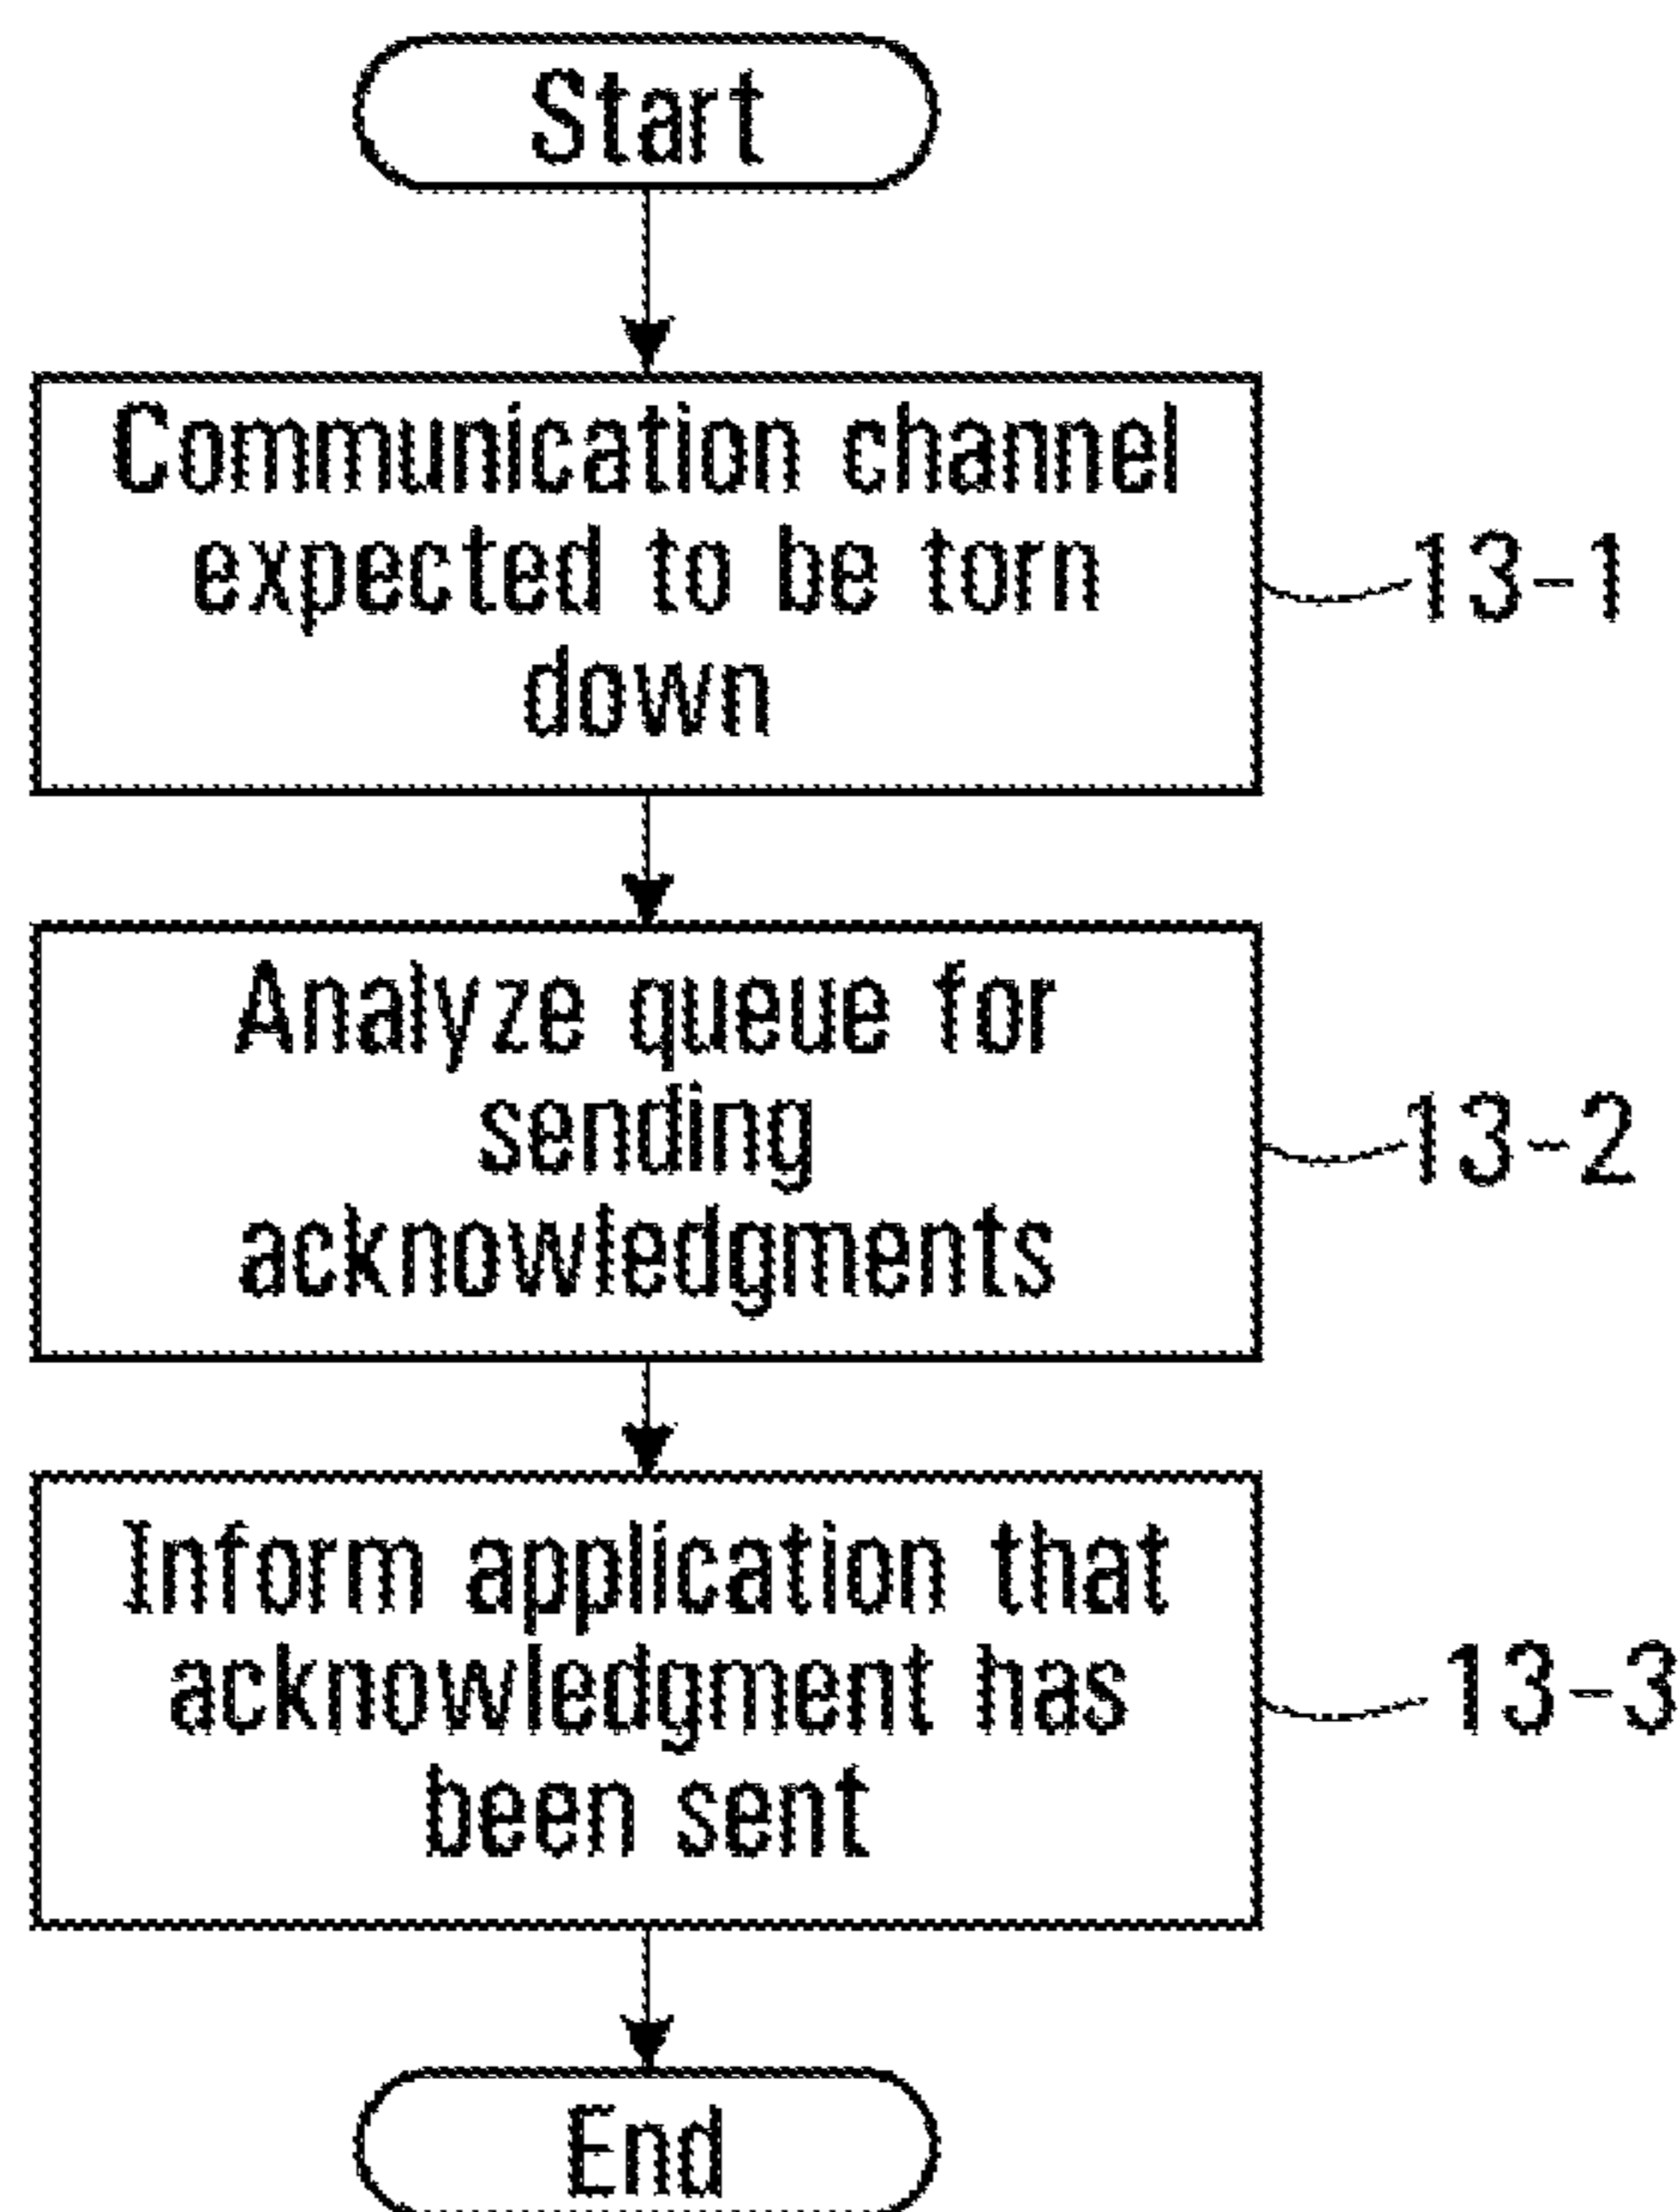 Start
Communication channel
expected to be torn
down
13-1
Analyze queue for
sending
acknowledgments
13-2
Inform application that
acknowledgment has
been sent
13-3
End